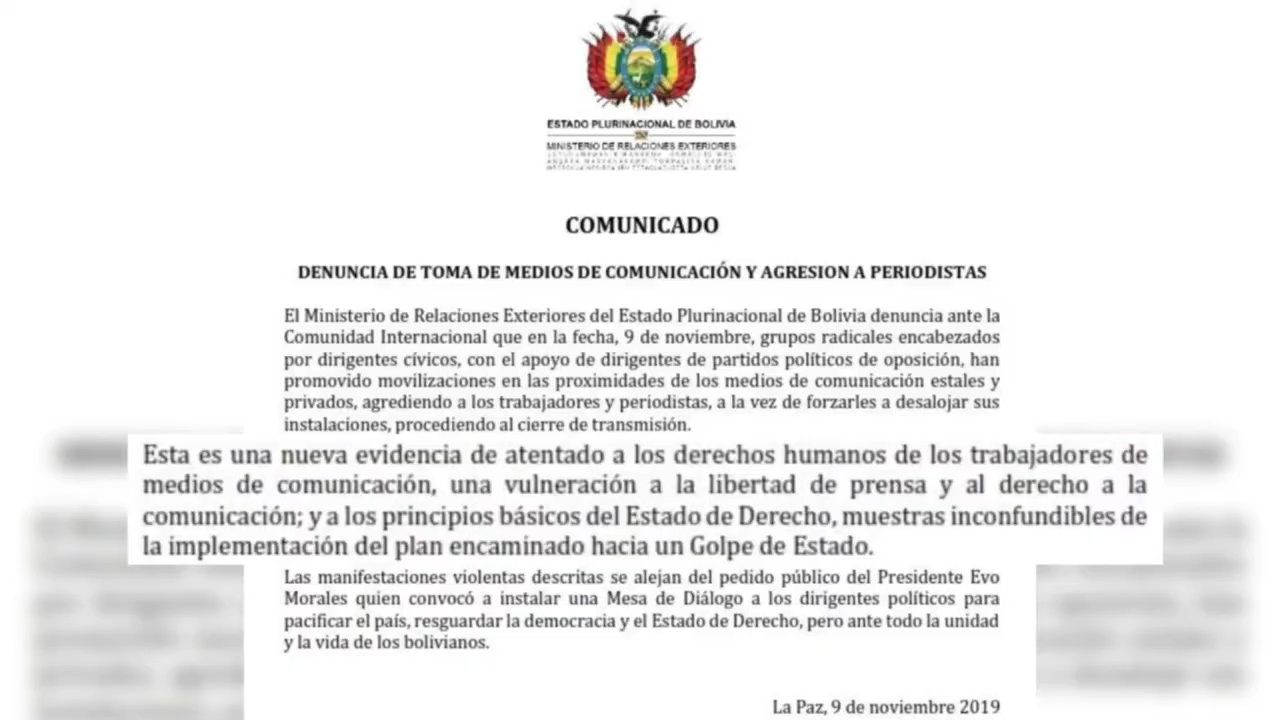 ESTADO PLURINACIONAL DE BOLIVIA
MINISTERIO DE RELACIONES EXTERIORES
COMUNICADO
DENUNCIA DE TOMA DE MEDIOS DE COMUNICACIÓN Y AGRESION A PERIODISTAS
El Ministerio de Relaciones Exteriores del Estado Plurinacional de Bolivia denuncia ante la
Comunidad Internacional que en la fecha, 9 de noviembre, grupos radicales encabezados
por dirigentes cívicos, con el apoyo de dirigentes de partidos políticos de oposición, han
promovido movilizaciones en las proximidades de los medios de comunicación estales y
privados, agrediendo a los trabajadores y periodistas, a la vez de forzarles a desalojar sus
instalaciones, procediendo al cierre de transmisión.
Esta es una nueva evidencia de atentado a los derechos humanos de los trabajadores de
medios de comunicación, una vulneración a la libertad de prensa y al derecho a la
comunicación; y a los principios básicos del Estado de Derecho, muestras inconfundibles de
la implementación del plan encaminado hacia un Golpe de Estado.
Las manifestaciones violentas descritas se alejan del pedido público del Presidente Evo
Morales quien convocó a instalar una Mesa de Diálogo a los dirigentes políticos para
pacificar el país, resguardar la democracia y el Estado de Derecho, pero ante todo la unidad
y la vida de los bolivianos.
La Paz, 9 de noviembre 2019